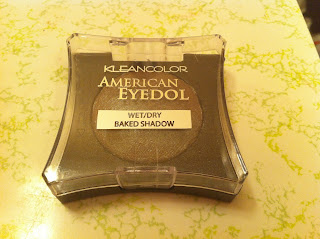 KLEANCOLOR
AMERICAN
EYEDOL
WET/DRY
BAKED SHADOW